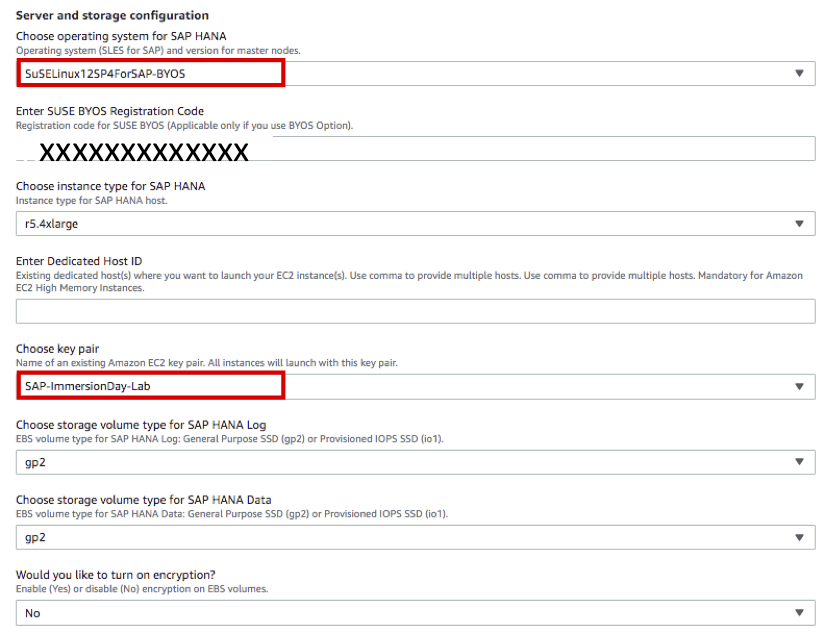 Server and storage configuration
Choose operating system for SAP HANA
Operating system (SLES for SAP) and version for master nodes.
SuSELinux12SP4ForSAP-BYOS
Enter SUSE BYOS Registration Code
Registration code for SUSE BYOS (Applicable only if you use BYOS Option).
XXXXXXXXXXXXX
Choose instance type for SAP HANA
Instance type for SAP HANA host.
r5.4xlarge
Enter Dedicated Host ID
Existing dedicated host(s) where you want to launch your EC2 instance(s). Use comma to provide multiple hosts. Use comma to provide multiple hosts. Mandatory for Amazon
EC2 High Memory Instances.
Choose key pair
Name of an existing Amazon EC2 key pair. All instances will launch with this key pair.
SAP-ImmersionDay-Lab
Choose storage volume type for SAP HANA Log
EBS volume type for SAP HANA Log: General Purpose SSD (gp2) or Provisioned IOPS SSD (io1).
gp2
Choose storage volume type for SAP HANA Data
EBS volume type for SAP HANA Data: General Purpose SSD (gp2) or Provisioned IOPS SSD (io1).
gp2
Would you like to turn on encryption?
Enable (Yes) or disable (No) encryption on EBS volumes.
No